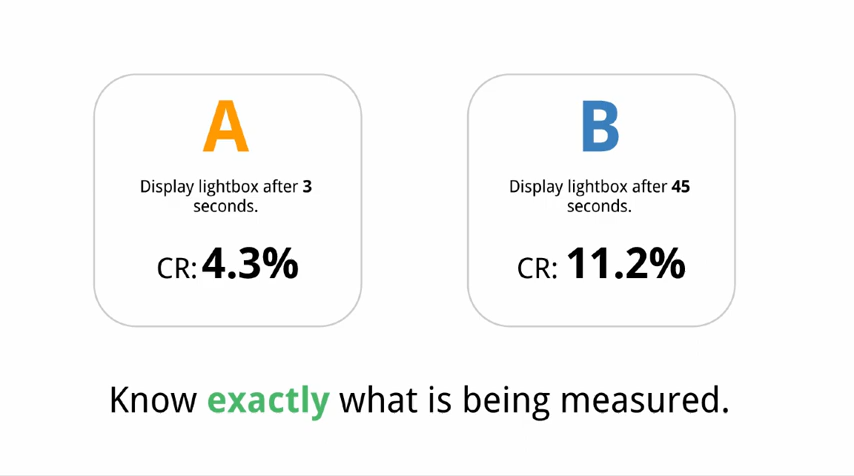 A
Display lightbox after 3
seconds.
CR: 4.3%
B
Display lightbox after 45
seconds.
CR: 11.2%
Know exactly what is being measured.